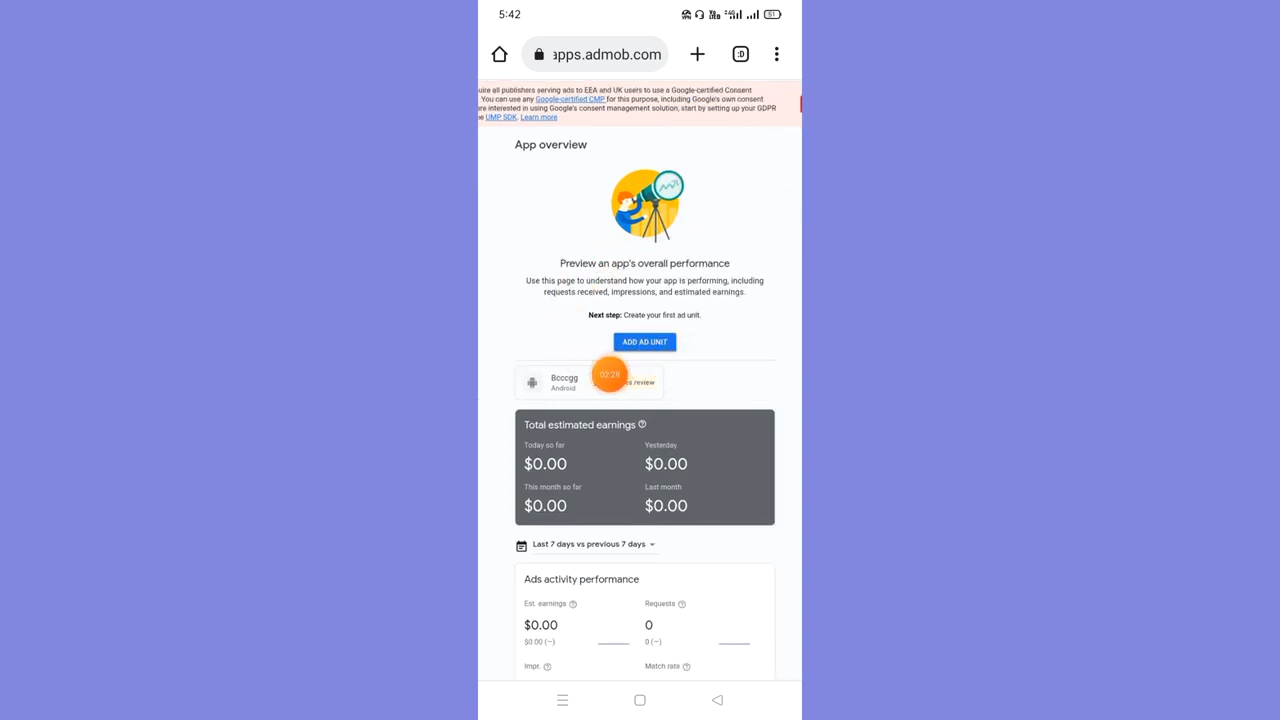 5:42
51
apps.admob.com
:D
uire all publishers serving ads to EEA and UK users to use a Google-certified Consent
You can use any Google-certified CMP for this purpose, including Google's own consent
re interested in using Google's consent management solution, start by setting up your GDPR
UMP SDK. Learn more
App overview
Preview an app's overall performance
Use this page to understand how your app is performing, including
requests received, impressions, and estimated earnings.
Next step: Create your first ad unit.
ADD AD UNIT
Bcccgg
Android
02:28
es review
Total estimated earnings
Today so far Yesterday
$0.00 $0.00
This month so far Last month
$0.00 $0.00
Last 7 days vs previous 7 days
Ads activity performance
Est. earnings Requests
$0.00 0
$0.00 (—) 0 (—)
Impr. Match rate